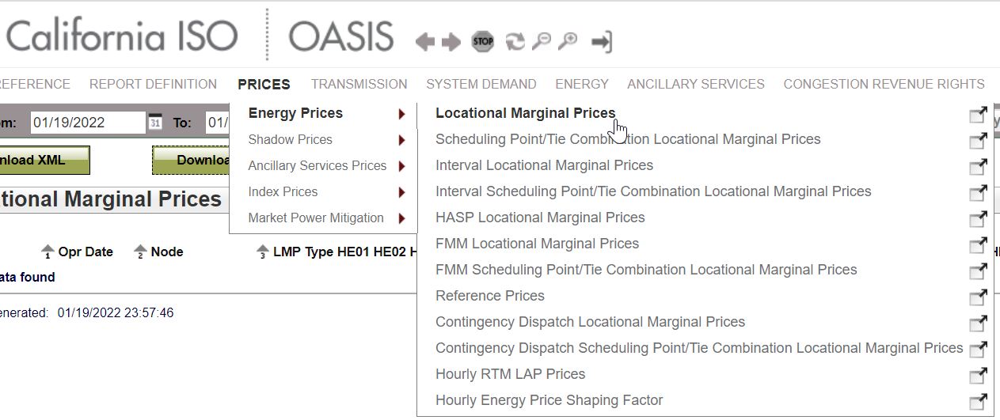 California ISO OASIS STOP
REFERENCE REPORT DEFINITION PRICES TRANSMISSION SYSTEM DEMAND ENERGY ANCILLARY SERVICES CONGESTION REVENUE RIGHTS
om: 01/19/2022 31 To: 01/
Energy Prices
Shadow Prices
Ancillary Services Prices
Index Prices
Market Power Mitigation
Locational Marginal Prices
Scheduling Point/Tie Combination Locational Marginal Prices
Interval Locational Marginal Prices
Interval Scheduling Point/Tie Combination Locational Marginal Prices
HASP Locational Marginal Prices
FMM Locational Marginal Prices
FMM Scheduling Point/Tie Combination Locational Marginal Prices
Reference Prices
Contingency Dispatch Locational Marginal Prices
Contingency Dispatch Scheduling Point/Tie Combination Locational Marginal Prices
Hourly RTM LAP Prices
Hourly Energy Price Shaping Factor
nload XML Downloa
ational Marginal Prices
1 Opr Date 2 Node 3 LMP Type HE01 HE02 H
ata found
enerated: 01/19/2022 23:57:46